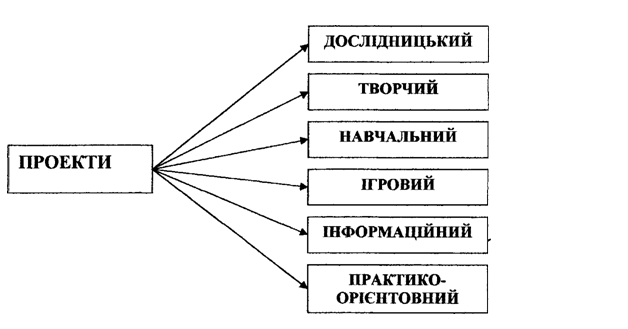 ДОСЛІДНИЦЬКИЙ
ТВОРЧИЙ
НАВЧАЛЬНИЙ
ПРОЕКТИ
ІГРОВИЙ
ІНФОРМАЦІЙНИЙ
ПРАКТИКО-
ОРІЄНТОВНИЙ